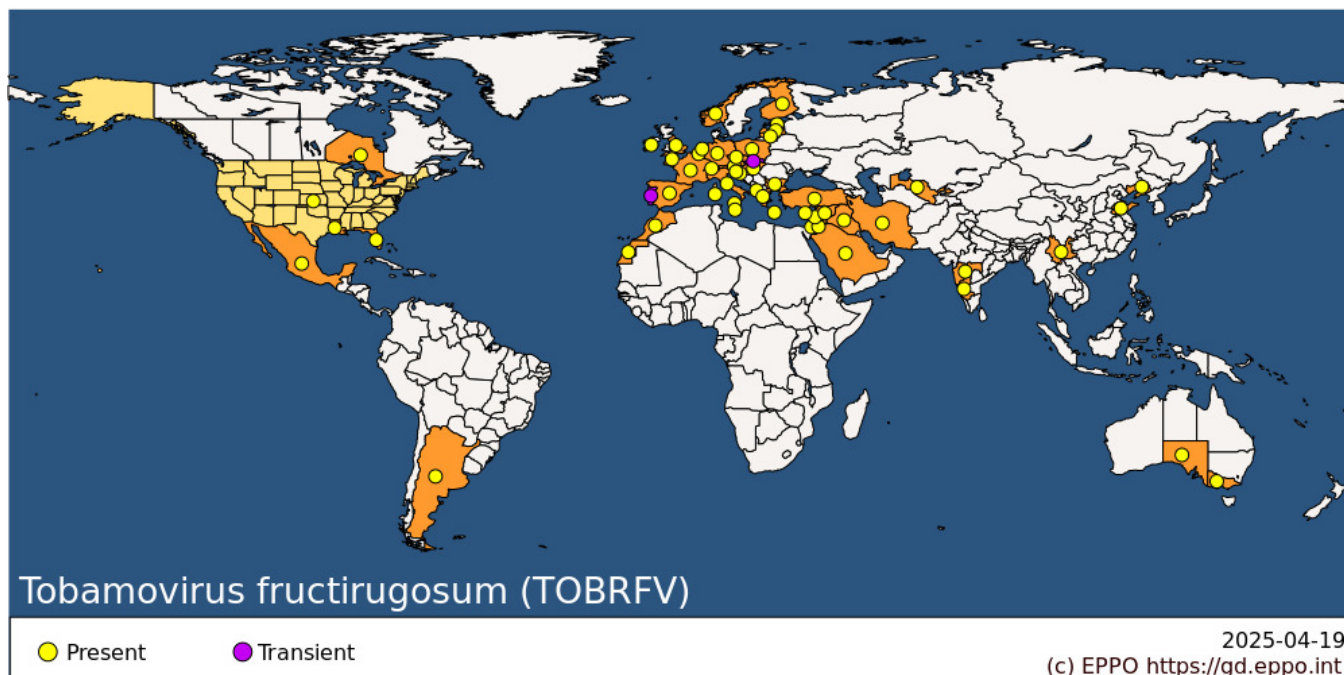 Tobamovirus fructirugosum (TOBRFV)
Present
Transient
2025-04-19
(c) EPPO https://gd.eppo.int